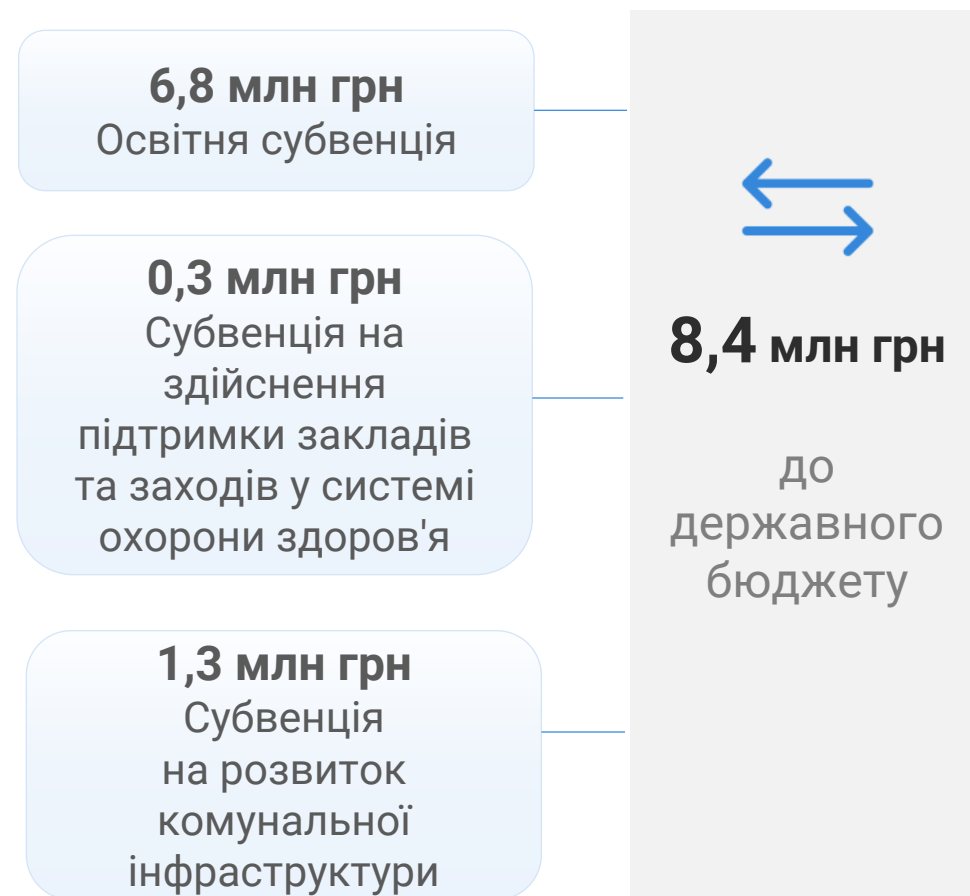 6,8 млн грн
Освітня субвенція
0,3 млн грн
Субвенція на
здійснення
підтримки закладів
та заходів у системі
охорони здоров'я
1,3 млн грн
Субвенція
на розвиток
комунальної
інфраструктури
8,4 млн грн
до
державного
бюджету